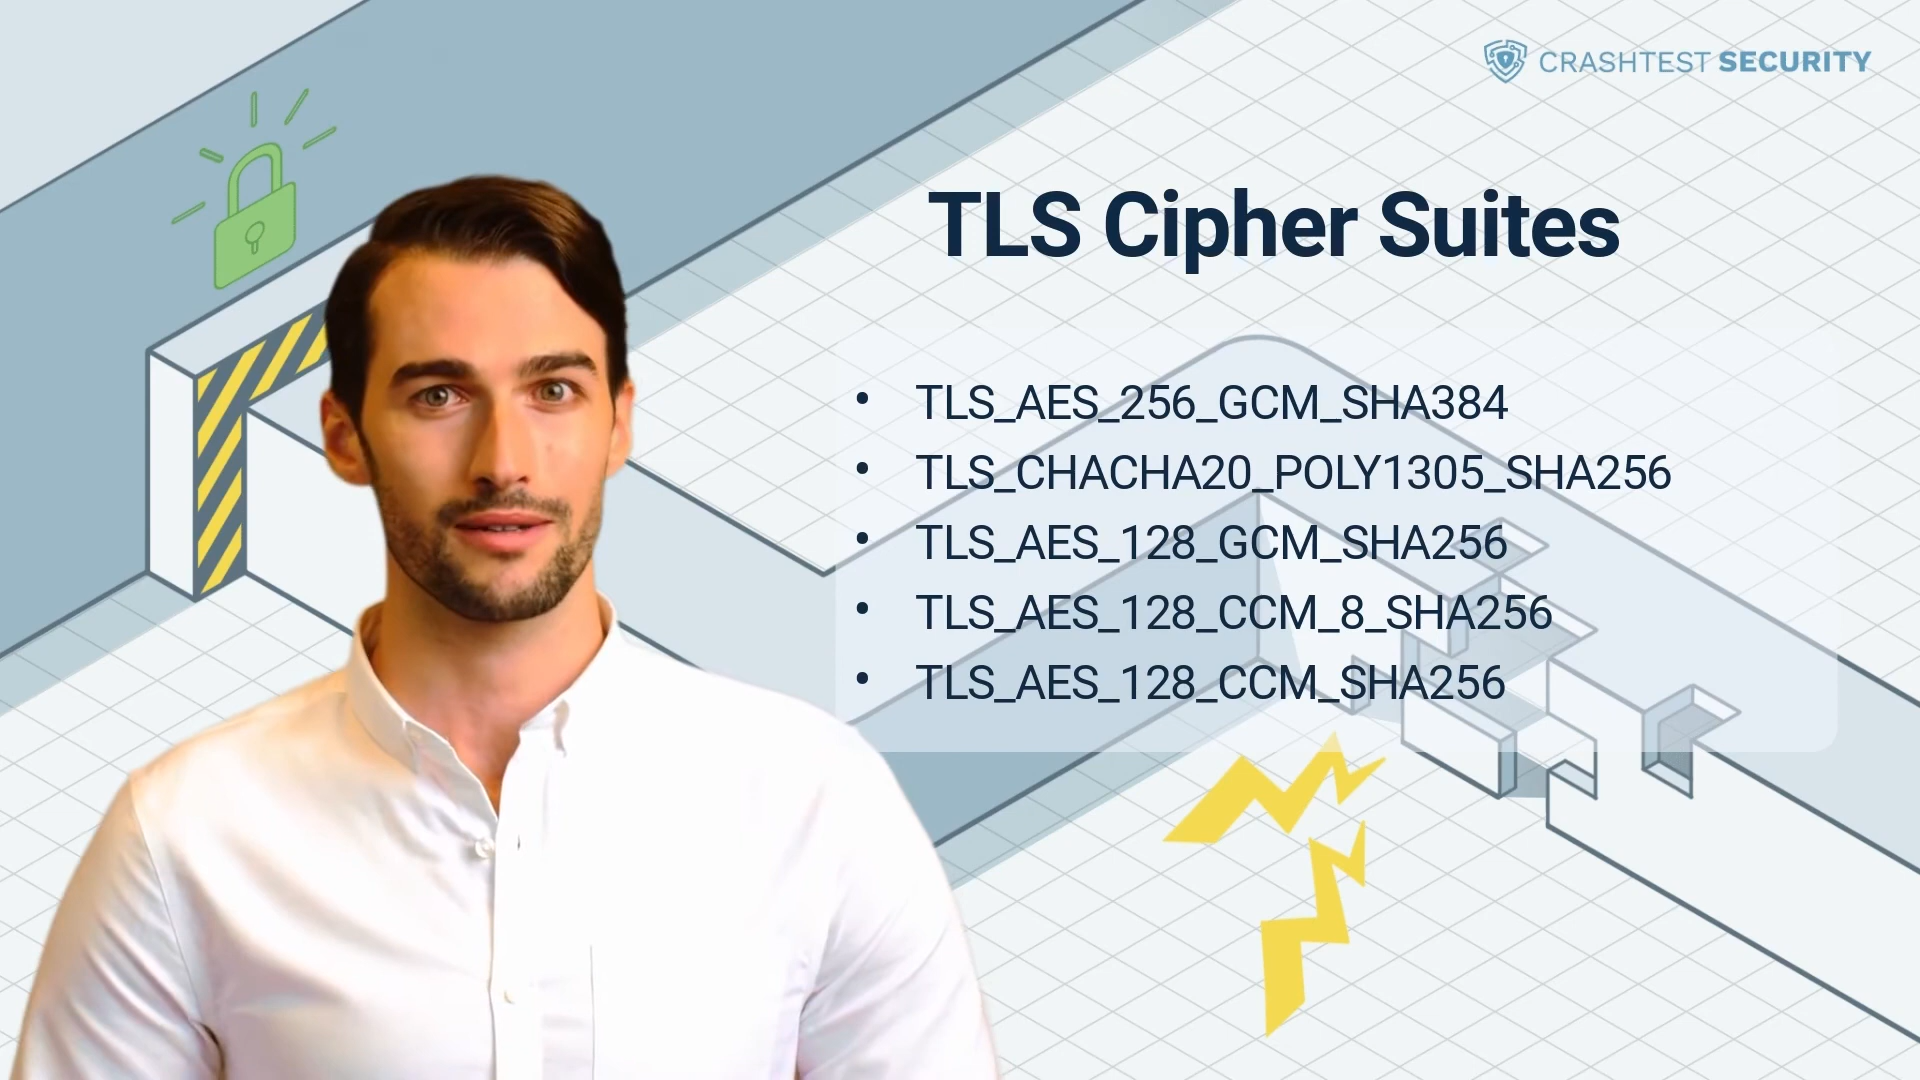 CRASHTEST SECURITY
TLS Cipher Suites
• TLS_AES_256_GCM_SHA384
• TLS_CHACHA20_POLY1305_SHA256
• TLS_AES_128_GCM_SHA256
• TLS_AES_128_CCM_8_SHA256
• TLS_AES_128_CCM_SHA256